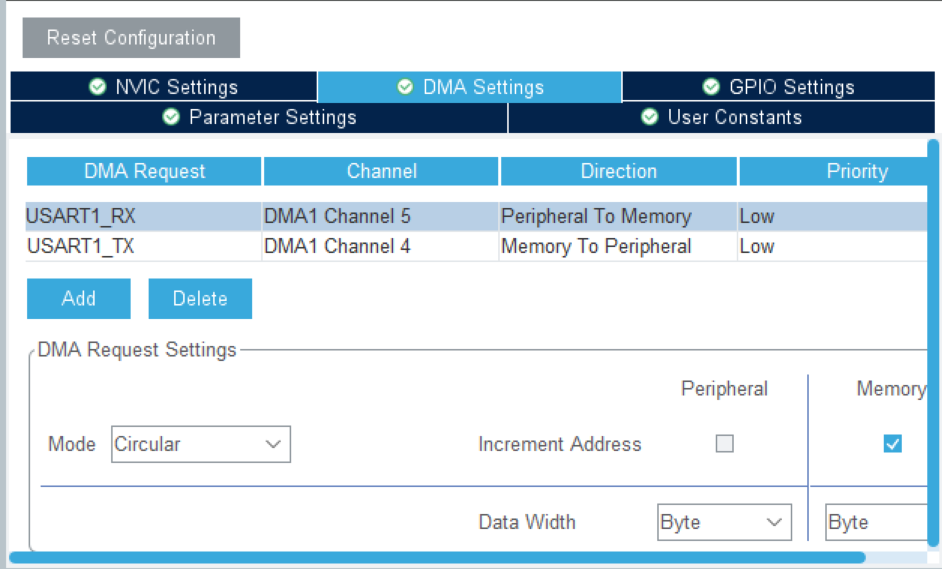 Reset Configuration
NVIC Settings DMA Settings GPIO Settings
Parameter Settings User Constants
DMA Request Channel Direction Priority
USART1_RX DMA1 Channel 5 Peripheral To Memory Low
USART1_TX DMA1 Channel 4 Memory To Peripheral Low
Add Delete
DMA Request Settings
Peripheral Memory
Mode Circular Increment Address
Data Width Byte Byte